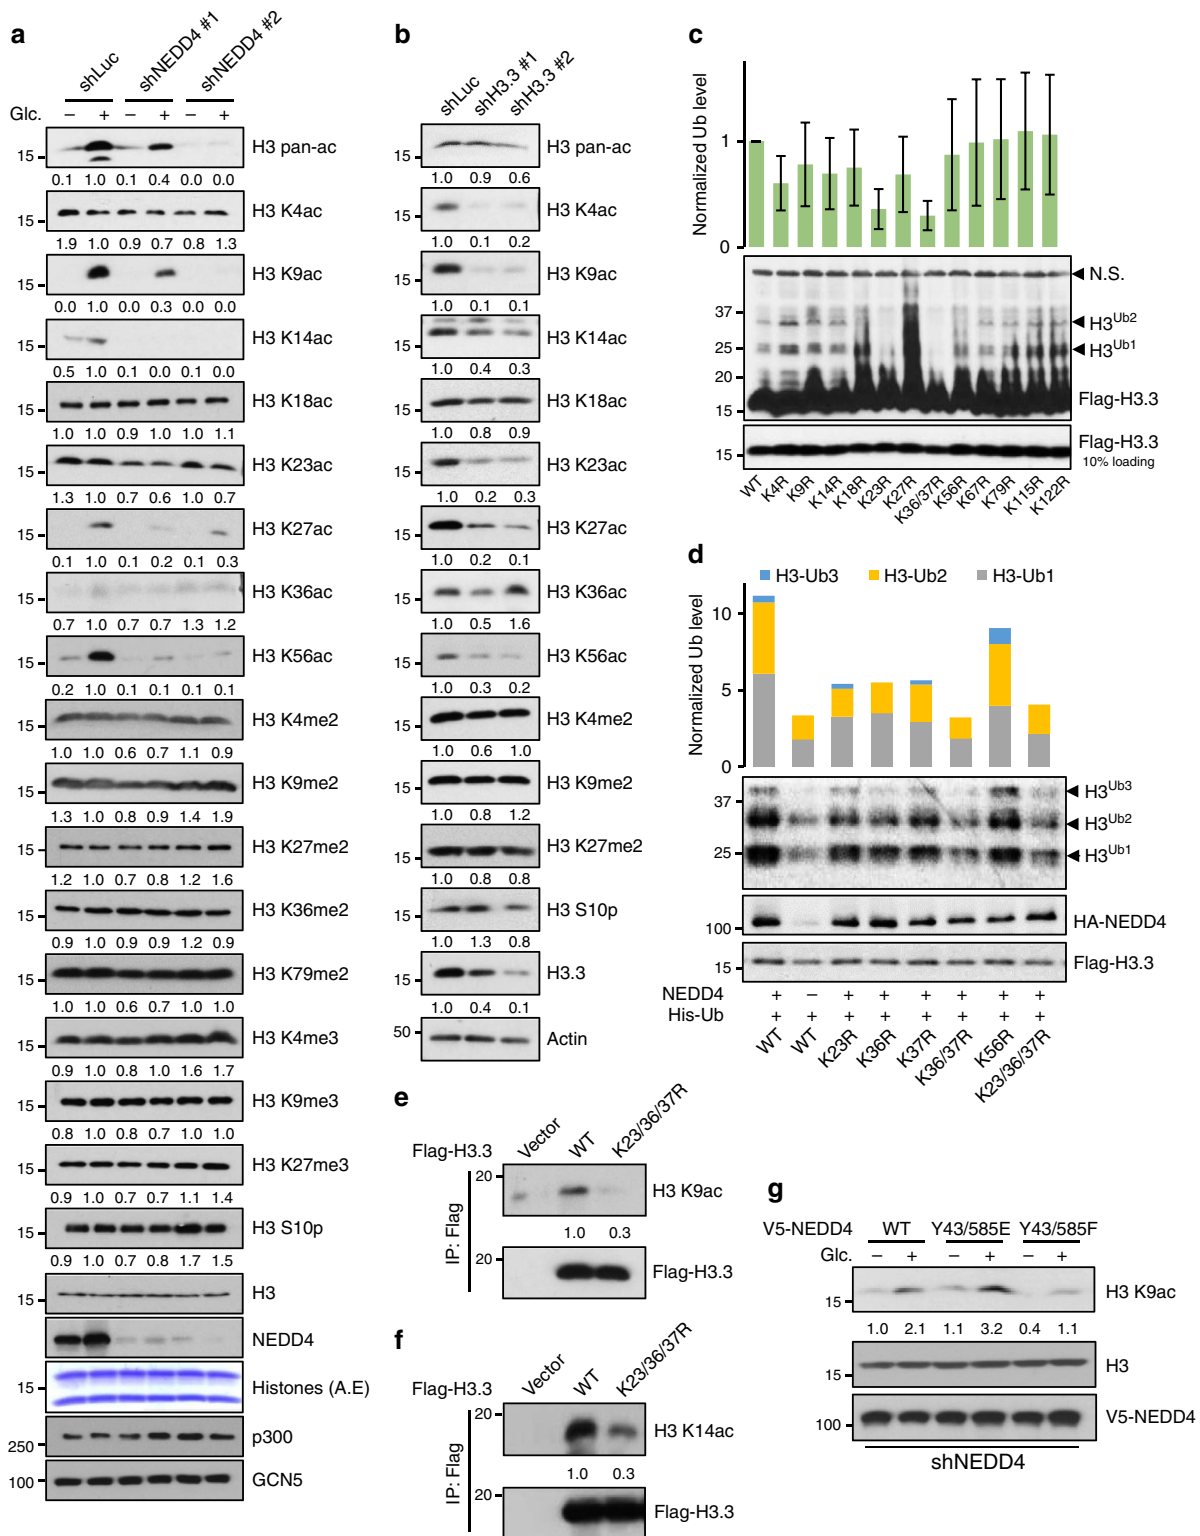 a
shLuc
shNEDD4 #1
shNEDD4 #2
Glc. – + – + – +
15 H3 pan-ac
0.1 1.0 0.1 0.4 0.0 0.0
15 H3 K4ac
1.9 1.0 0.9 0.7 0.8 1.3
15 H3 K9ac
0.0 1.0 0.0 0.3 0.0 0.0
15 H3 K14ac
0.5 1.0 0.1 0.0 0.1 0.0
15 H3 K18ac
1.0 1.0 0.9 1.0 1.0 1.1
15 H3 K23ac
1.3 1.0 0.7 0.6 1.0 0.7
15 H3 K27ac
0.1 1.0 0.1 0.2 0.1 0.3
15 H3 K36ac
0.7 1.0 0.7 0.7 1.3 1.2
15 H3 K56ac
0.2 1.0 0.1 0.1 0.1 0.1
15 H3 K4me2
1.0 1.0 0.6 0.7 1.1 0.9
15 H3 K9me2
1.3 1.0 0.8 0.9 1.4 1.9
15 H3 K27me2
1.2 1.0 0.7 0.8 1.2 1.6
15 H3 K36me2
0.9 1.0 0.9 0.9 1.2 0.9
15 H3 K79me2
1.0 1.0 0.6 0.7 1.0 1.0
15 H3 K4me3
0.9 1.0 0.8 1.0 1.6 1.7
15 H3 K9me3
0.8 1.0 0.8 0.7 1.0 1.0
15 H3 K27me3
0.9 1.0 0.7 0.7 1.1 1.4
15 H3 S10p
0.9 1.0 0.7 0.8 1.7 1.5
15 H3
NEDD4
15 Histones (A.E)
250 p300
100 GCN5
b
shLuc
shH3.3 #1
shH3.3 #2
15 H3 pan-ac
1.0 0.9 0.6
15 H3 K4ac
1.0 0.1 0.2
15 H3 K9ac
1.0 0.1 0.1
15 H3 K14ac
1.0 0.4 0.3
15 H3 K18ac
1.0 0.8 0.9
15 H3 K23ac
1.0 0.2 0.3
15 H3 K27ac
1.0 0.2 0.1
15 H3 K36ac
1.0 0.5 1.6
15 H3 K56ac
1.0 0.3 0.2
15 H3 K4me2
1.0 0.6 1.0
15 H3 K9me2
1.0 0.8 1.2
15 H3 K27me2
1.0 0.8 0.8
15 H3 S10p
1.0 1.3 0.8
15 H3.3
1.0 0.4 0.1
50 Actin
c
Normalized Ub level
1
0
N.S.
37 H3Ub2
25 H3Ub1
20
15 Flag-H3.3
15 Flag-H3.3
10% loading
WT K4R K9R K14R K18R K23R K27R K36/37R K56R K67R K79R K115R K122R
d
H3-Ub3 H3-Ub2 H3-Ub1
Normalized Ub level
10
5
0
H3Ub3
37
H3Ub2
25 H3Ub1
100 HA-NEDD4
15 Flag-H3.3
NEDD4 + – + + + + + +
His-Ub + + + + + + + +
WT WT K23R K36R K37R K36/37R K56R K23/36/37R
e
Flag-H3.3 Vector WT K23/36/37R
IP: Flag
20 H3 K9ac
1.0 0.3
20 Flag-H3.3
f
Flag-H3.3 Vector WT K23/36/37R
IP: Flag
20 H3 K14ac
1.0 0.3
20 Flag-H3.3
g
V5-NEDD4 WT Y43/585E Y43/585F
Glc. – + – + – +
15 H3 K9ac
1.0 2.1 1.1 3.2 0.4 1.1
15 H3
100 V5-NEDD4
shNEDD4